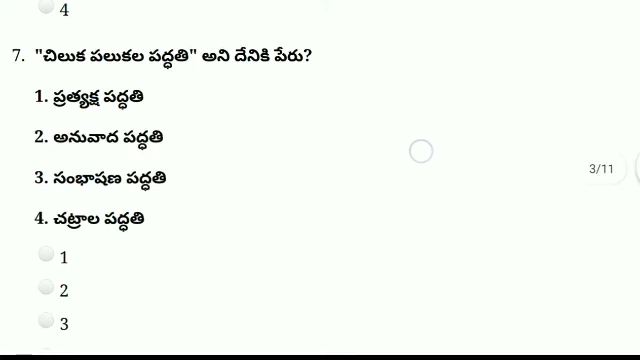 4
7. "చిలుక పలుకల పద్ధతి" అని దేనికి పేరు?
1. ప్రత్యక్ష పద్ధతి
2. అనువాద పద్ధతి
3. సంభాషణ పద్ధతి
3/11
4. చట్రాల పద్ధతి
1
2
3